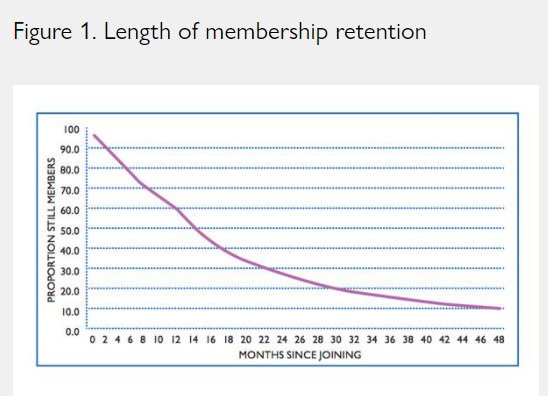 Figure 1. Length of membership retention
PROPORTION STILL MEMBERS
100
90.0
80.0
70.0
60.0
50.0
40.0
30.0
20.0
10.0
0.0
0 2 4 6 8 10 12 14 16 18 20 22 24 26 28 30 32 34 36 38 40 42 44 46 48
MONTHS SINCE JOINING